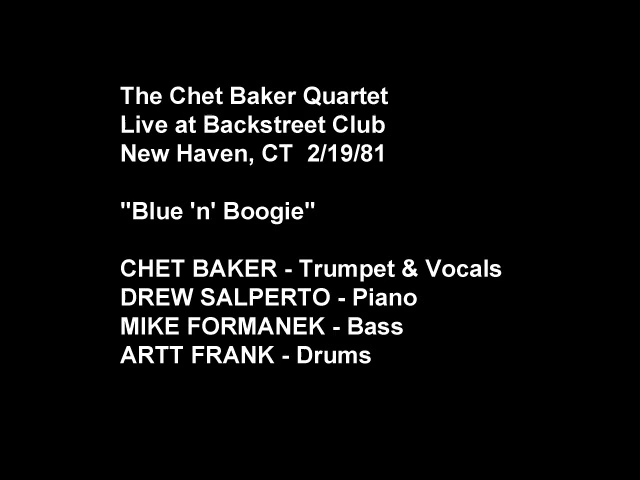 The Chet Baker Quartet
Live at Backstreet Club
New Haven, CT  2/19/81
"Blue 'n' Boogie"
CHET BAKER - Trumpet & Vocals
DREW SALPERTO - Piano
MIKE FORMANEK - Bass
ARTT FRANK - Drums